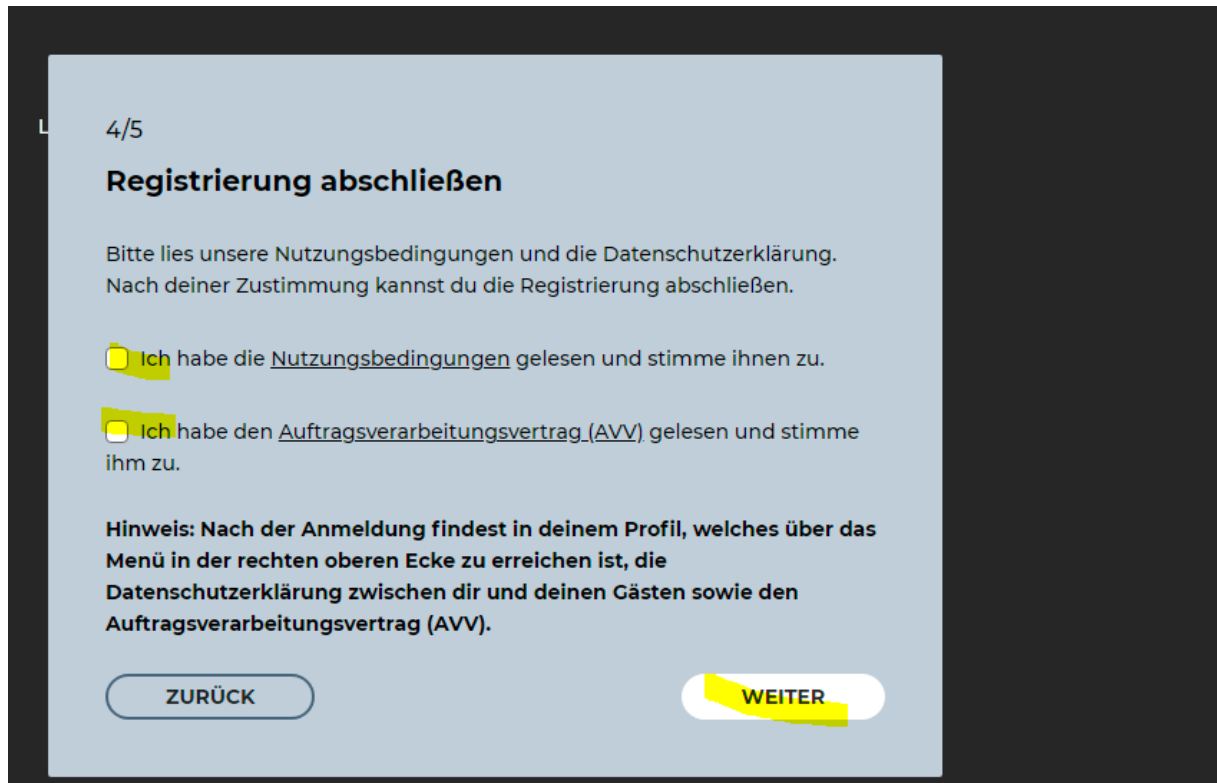 L
4/5
Registrierung abschließen
Bitte lies unsere Nutzungsbedingungen und die Datenschutzerklärung.
Nach deiner Zustimmung kannst du die Registrierung abschließen.
Ich habe die Nutzungsbedingungen gelesen und stimme ihnen zu.
Ich habe den Auftragsverarbeitungsvertrag (AVV) gelesen und stimme
ihm zu.
Hinweis: Nach der Anmeldung findest in deinem Profil, welches über das
Menü in der rechten oberen Ecke zu erreichen ist, die
Datenschutzerklärung zwischen dir und deinen Gästen sowie den
Auftragsverarbeitungsvertrag (AVV).
ZURÜCK
WEITER